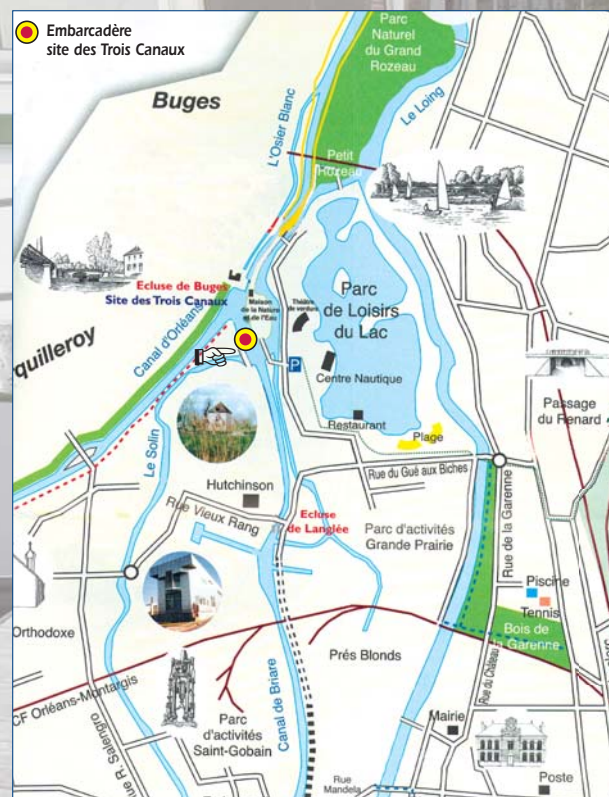 Embarcadère
site des Trois Canaux
Parc
Naturel
du Grand
Rozeau
Le Loing
Buges
L'Osier Blanc
Petit
Rozeau
Ecluse de Buges
Site des Trois Canaux
Maison
de la Nature
et de l'Eau
Théâtre
de verdure
Parc
de Loisirs
du Lac
Canal d'Orléans
rquilleroy
P
Centre Nautique
Restaurant
Plage
Passage
du Renard
Le Solin
Rue du Gué aux Biches
Hutchinson
Rue Vieux Rang
Ecluse
de Langlée
Parc d'activités
Grande Prairie
Rue de la Garenne
Piscine
Tennis
Bois de
la Garenne
Orthodoxe
Prés Blonds
Rue du Château
CF Orléans-Montargis
Canal de Briare
Mairie
Parc
d'activités
Saint-Gobain
Rue R. Salengro
Rue
Mandela
Poste